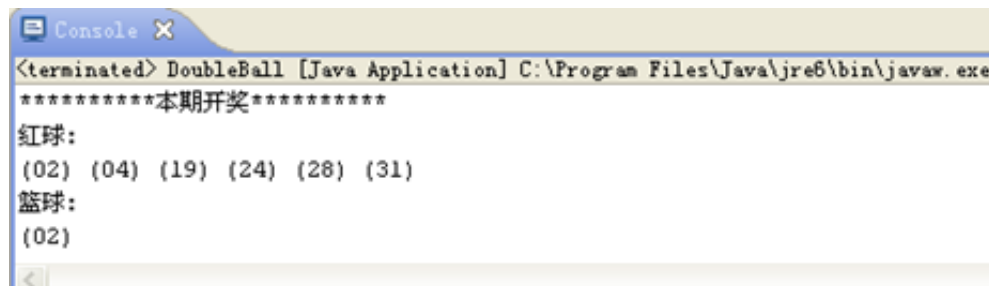 Console
<terminated> DoubleBall [Java Application] C:\Program Files\Java\jre6\bin\javaw.exe
**********本期开奖**********
红球:
(02) (04) (19) (24) (28) (31)
篮球:
(02)